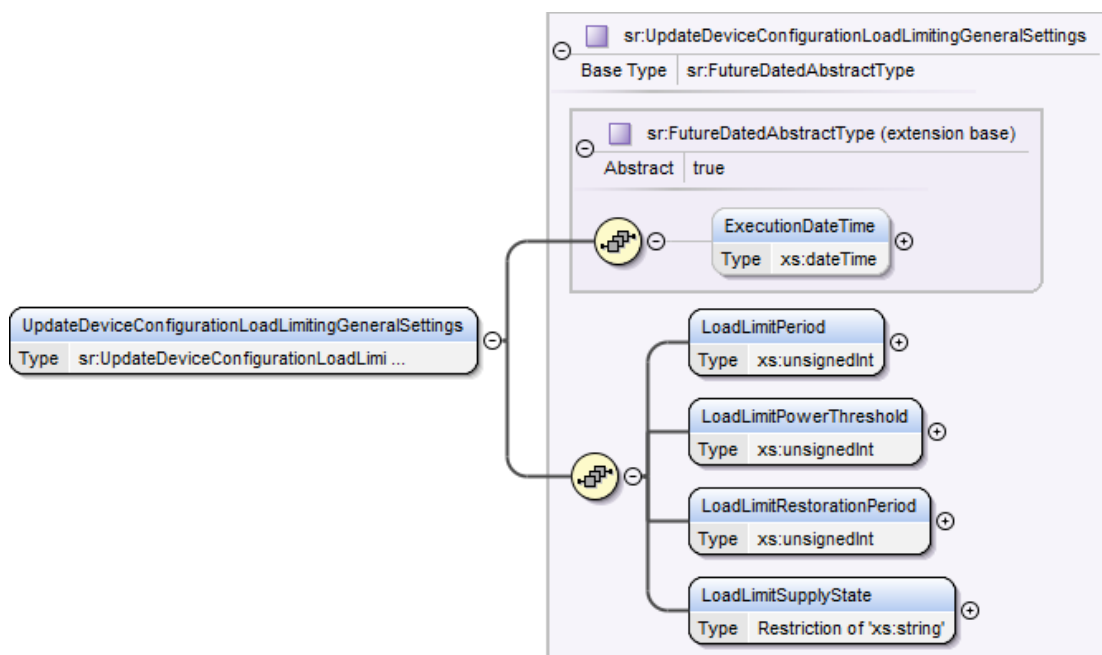 sr:UpdateDeviceConfigurationLoadLimitingGeneralSettings
Base Type sr:FutureDatedAbstractType
sr:FutureDatedAbstractType (extension base)
Abstract true
ExecutionDateTime
Type xs:dateTime
UpdateDeviceConfigurationLoadLimitingGeneralSettings
Type sr:UpdateDeviceConfigurationLoadLimi ...
LoadLimitPeriod
Type xs:unsignedInt
LoadLimitPowerThreshold
Type xs:unsignedInt
LoadLimitRestorationPeriod
Type xs:unsignedInt
LoadLimitSupplyState
Type Restriction of 'xs:string'